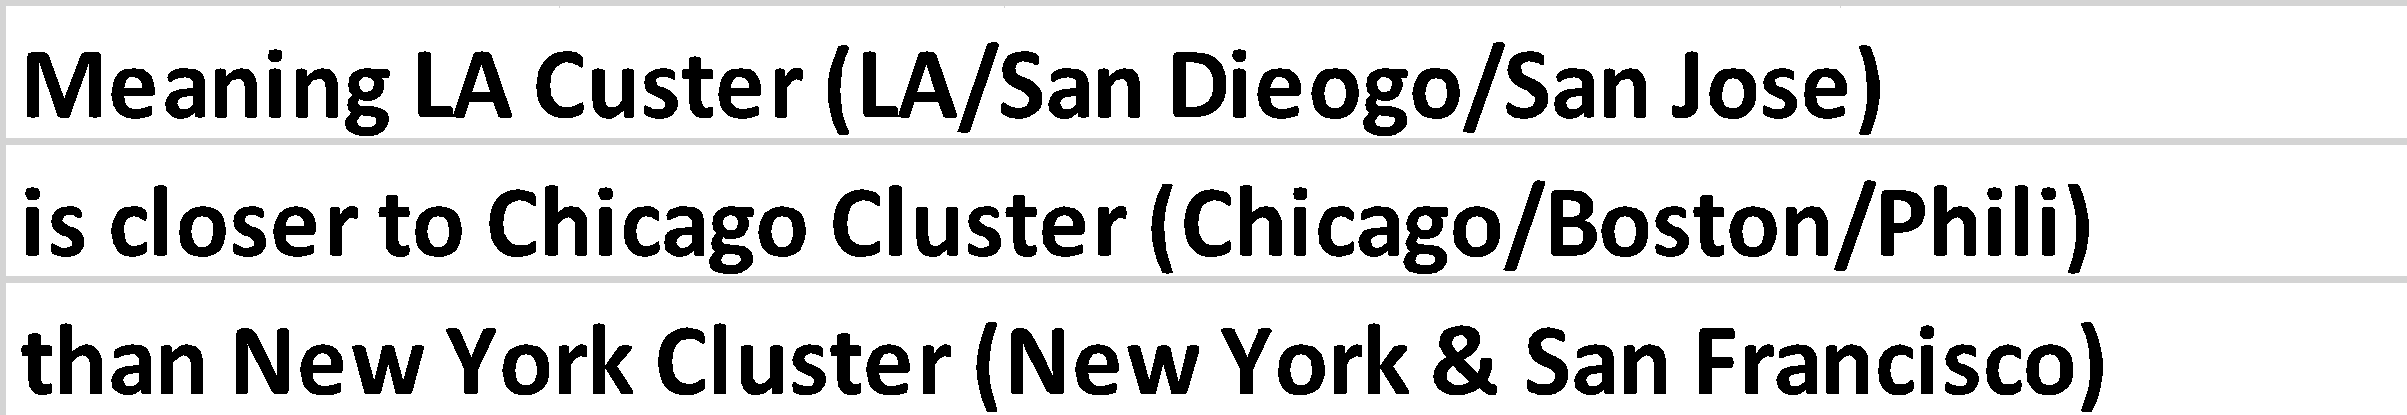 Meaning LA Custer (LA/San Dieogo/San Jose)
is closer to Chicago Cluster (Chicago/Boston/Phili)
than New York Cluster (New York & San Francisco)